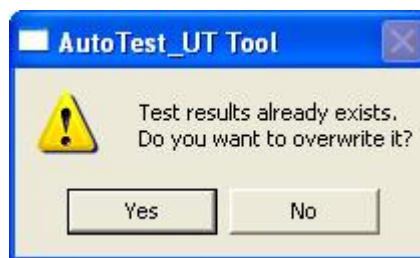 AutoTest_UT Tool
Test results already exists.
Do you want to overwrite it?
Yes
No